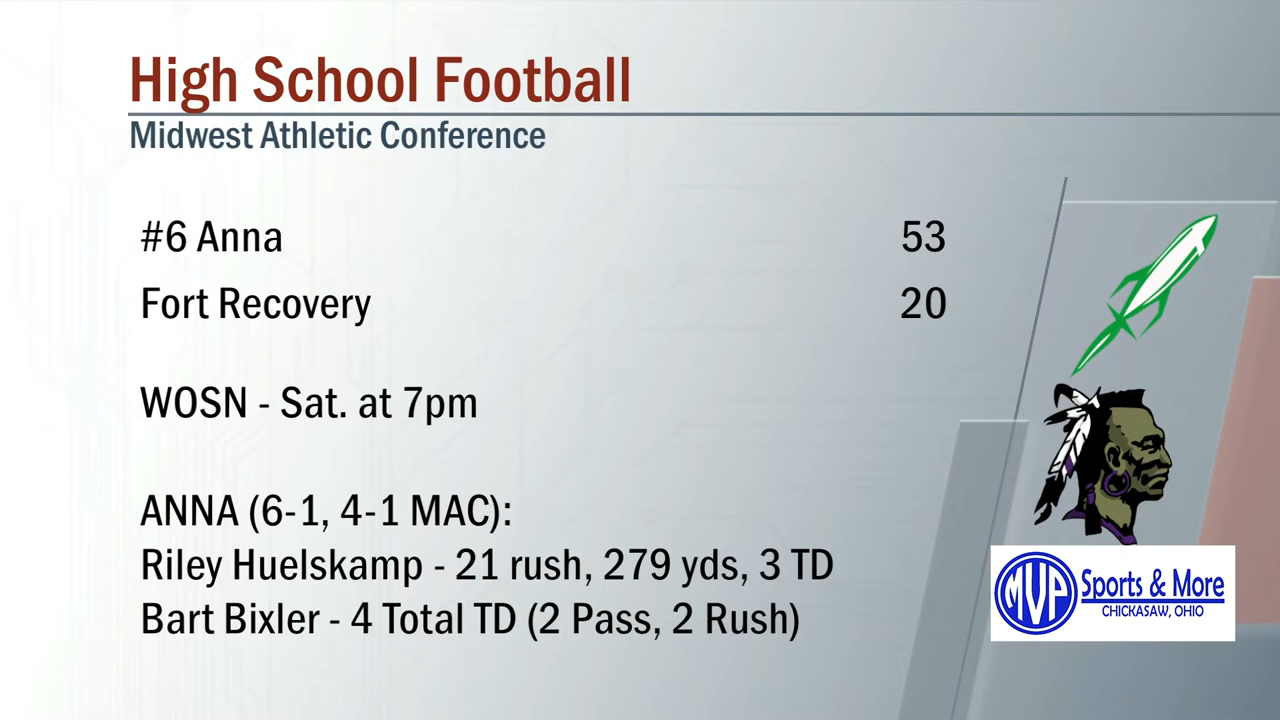 High School Football
Midwest Athletic Conference
#6 Anna 53
Fort Recovery 20
WOSN - Sat. at 7pm
ANNA (6-1, 4-1 MAC):
Riley Huelskamp - 21 rush, 279 yds, 3 TD
Bart Bixler - 4 Total TD (2 Pass, 2 Rush)
MVP Sports & More
CHICKASAW, OHIO